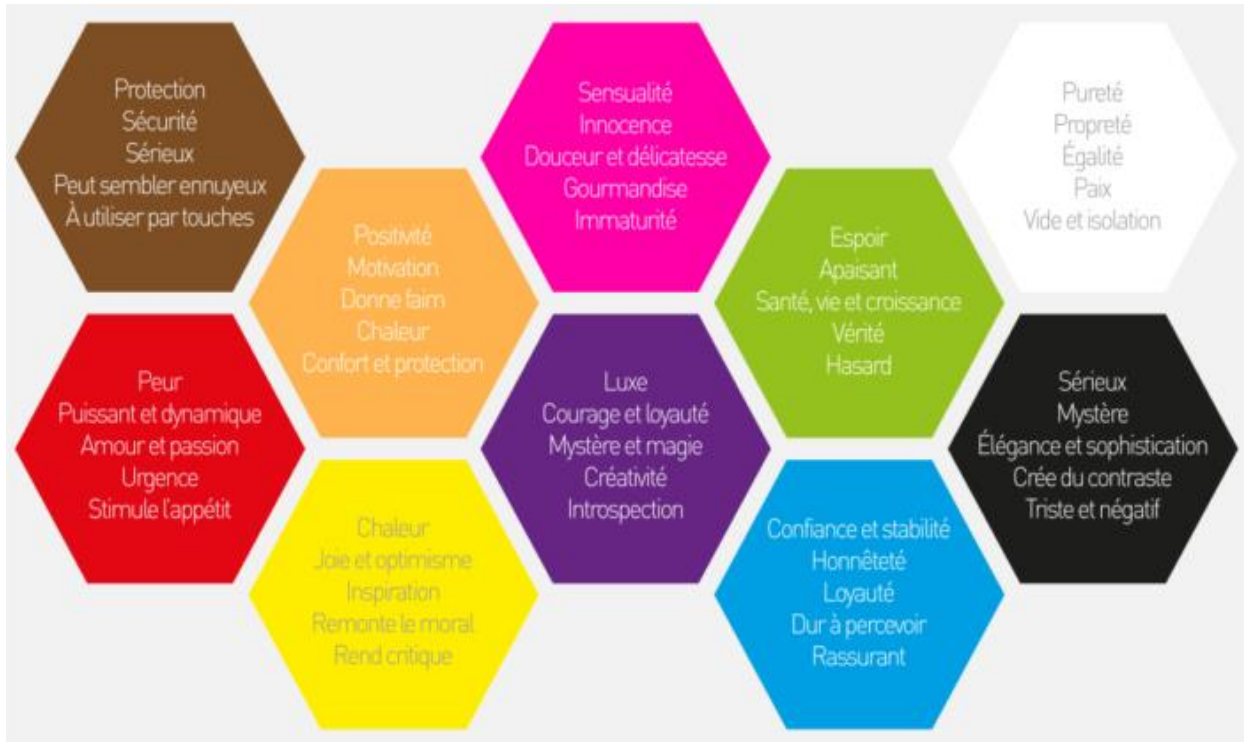 Protection
Sécurité
Sérieux
Peut sembler ennuyeux
À utiliser par touches
Sensualité
Innocence
Douceur et délicatesse
Gourmandise
Immaturité
Pureté
Propreté
Égalité
Paix
Vide et isolation
Positivité
Motivation
Donne faim
Chaleur
Confort et protection
Espoir
Apaisant
Santé, vie et croissance
Vérité
Hasard
Peur
Puissant et dynamique
Amour et passion
Urgence
Stimule l'appétit
Luxe
Courage et loyauté
Mystère et magie
Créativité
Introspection
Sérieux
Mystère
Élégance et sophistication
Crée du contraste
Triste et négatif
Chaleur
Joie et optimisme
Inspiration
Remonte le moral
Rend critique
Confiance et stabilité
Honnêteté
Loyauté
Dur à percevoir
Rassurant